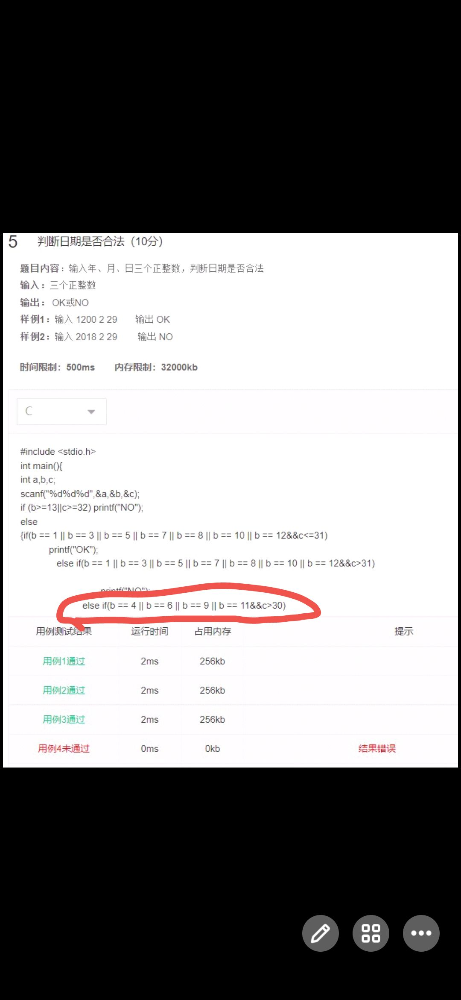 5 判断日期是否合法（10分）
题目内容：输入年、月、日三个正整数，判断日期是否合法
输入：三个正整数
输出： OK或NO
样例1：输入 1200 2 29 输出 OK
样例2：输入 2018 2 29 输出 NO
时间限制：500ms 内存限制：32000kb
C
#include <stdio.h>
int main(){
int a,b,c;
scanf("%d%d%d",&a,&b,&c);
if (b>=13||c>=32) printf("NO");
else
{if(b == 1 || b == 3 || b == 5 || b == 7 || b == 8 || b == 10 || b == 12&&c<=31)
printf("OK");
else if(b == 1 || b == 3 || b == 5 || b == 7 || b == 8 || b == 10 || b == 12&&c>31)
printf("NO");
else if(b == 4 || b == 6 || b == 9 || b == 11&&c>30)
用例测试结果 运行时间 占用内存 提示
用例1通过 2ms 256kb
用例2通过 2ms 256kb
用例3通过 2ms 256kb
用例4未通过 0ms 0kb 结果错误